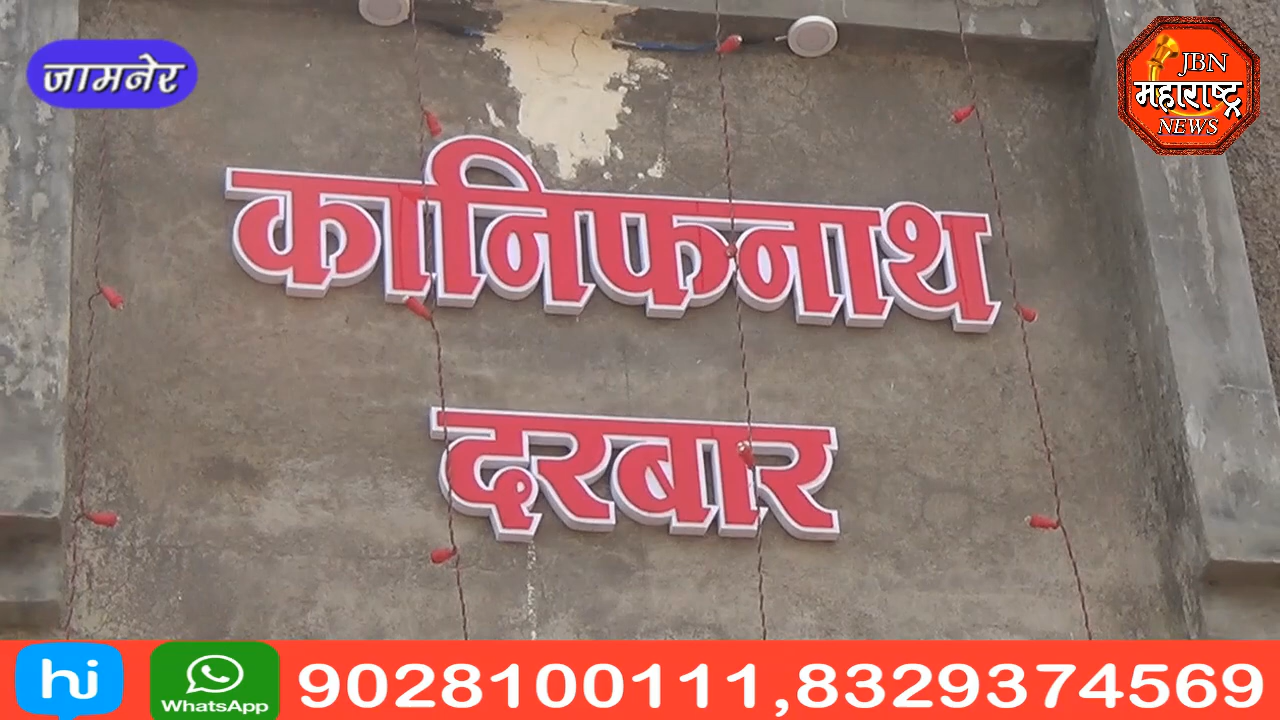 जामनेर
JBN
महाराष्ट्र
NEWS
कानिफनाथ
दरबार
hi
WhatsApp
9028100111,8329374569